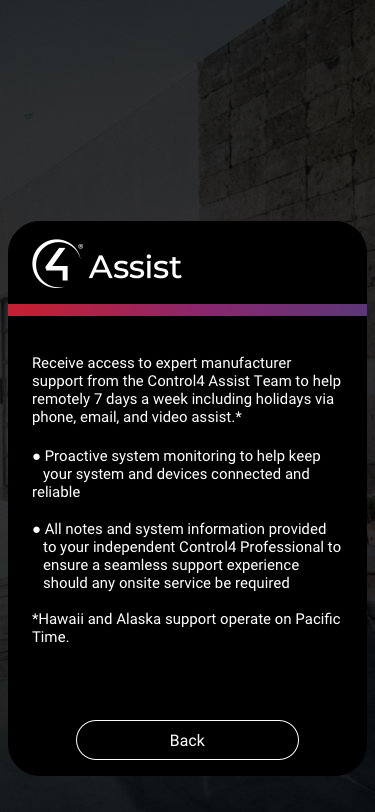 4® Assist
Receive access to expert manufacturer
support from the Control4 Assist Team to help
remotely 7 days a week including holidays via
phone, email, and video assist.*
● Proactive system monitoring to help keep
your system and devices connected and
reliable
● All notes and system information provided
to your independent Control4 Professional to
ensure a seamless support experience
should any onsite service be required
*Hawaii and Alaska support operate on Pacific
Time.
Back